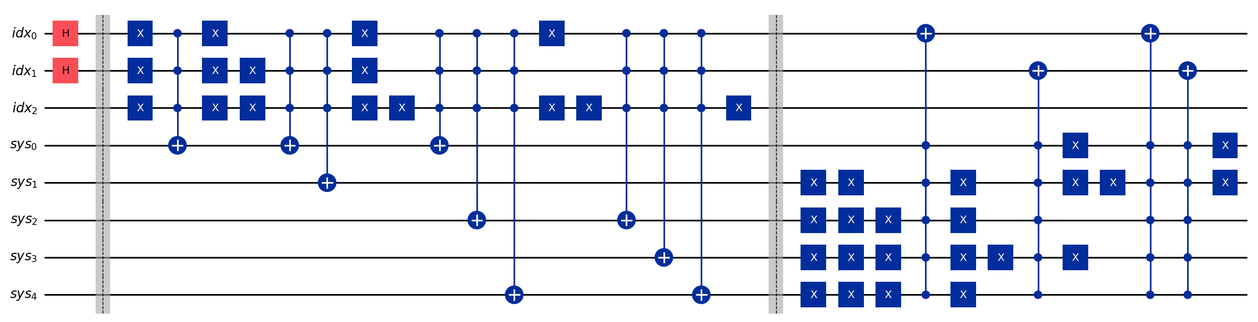 idx₀ H X X X X
idx₁ H X X X X
idx₂ X X X X X X X X
sys₀ X X
sys₁ X X X X X X
sys₂ X X X X
sys₃ X X X X X X
sys₄ X X X X